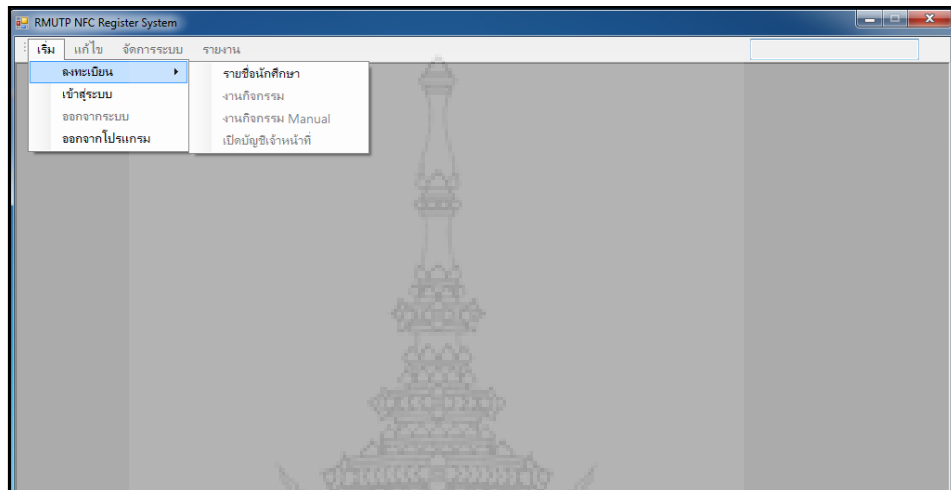 RMUTP NFC Register System
เริ่ม แก้ไข จัดการระบบ รายงาน
ลงทะเบียน
รายชื่อนักศึกษา
เข้าสู่ระบบ
งานกิจกรรม
ออกจากระบบ
งานกิจกรรม Manual
ออกจากโปรแกรม
เปิดบัญชีเจ้าหน้าที่